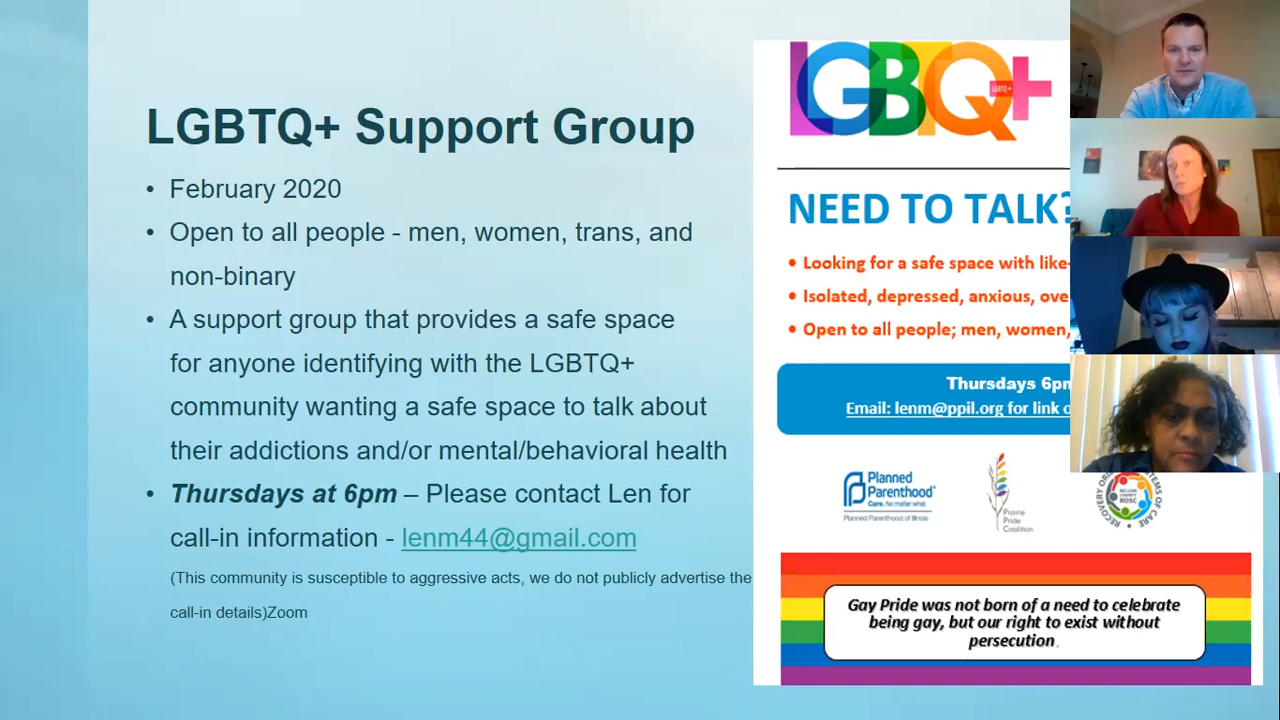 LGBTQ+ Support Group
• February 2020
• Open to all people - men, women, trans, and
non-binary
• A support group that provides a safe space
for anyone identifying with the LGBTQ+
community wanting a safe space to talk about
their addictions and/or mental/behavioral health
• Thursdays at 6pm – Please contact Len for
call-in information - lenm44@gmail.com
(This community is susceptible to aggressive acts, we do not publicly advertise the
call-in details)Zoom
LGBTQ+
LGBTQ+
NEED TO TALK?
• Looking for a safe space with like-
• Isolated, depressed, anxious, ove
• Open to all people; men, women,
Thursdays 6pm
Email: lenm@ppil.org for link o
Planned
Parenthood®
Care. No matter what.
Planned Parenthood of Illinois
Prairie
Pride
Coalition
MCLEAN
COUNTY
ROSC
Gay Pride was not born of a need to celebrate
being gay, but our right to exist without
persecution.